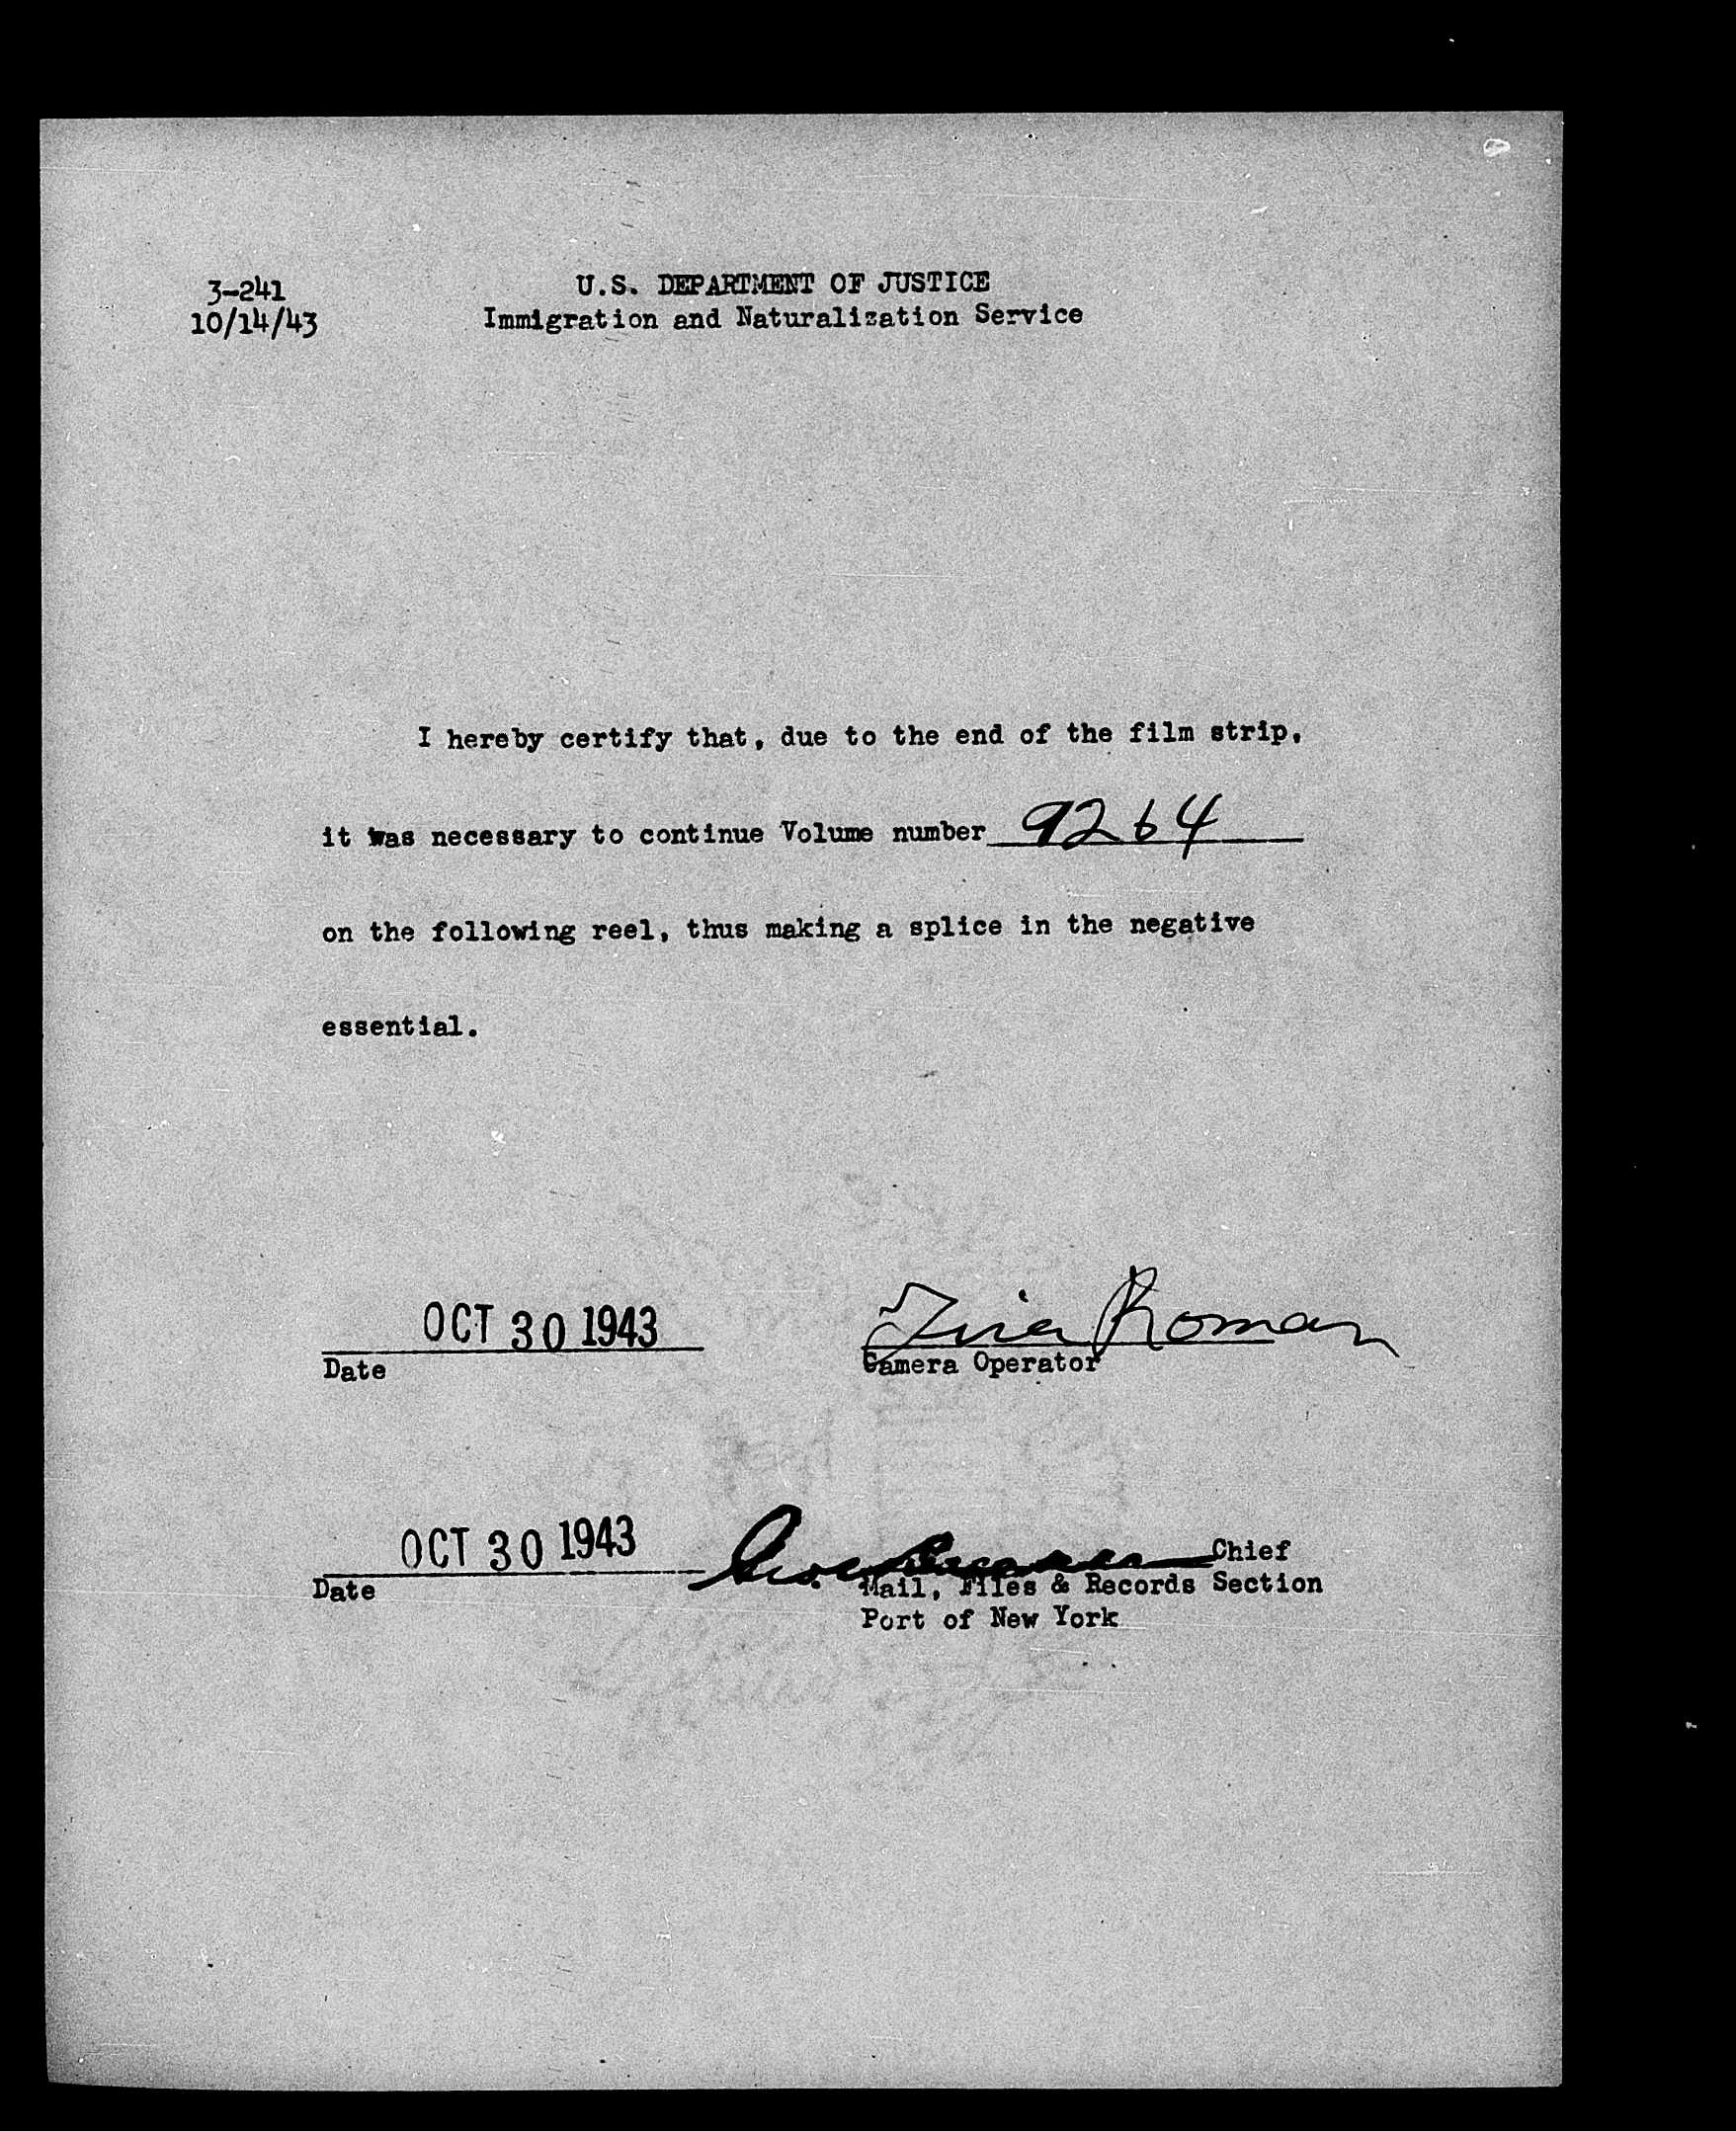 3-241
10/14/43
U.S. DEPARTMENT OF JUSTICE
Immigration and Naturalization Service
I hereby certify that, due to the end of the film strip,
it was necessary to continue Volume number 9264
on the following reel, thus making a splice in the negative
essential.
OCT 30 1943
Date
Roman
Camera Operator
OCT 30 1943
Date
Chief
Mail, Files & Records Section
Port of New York